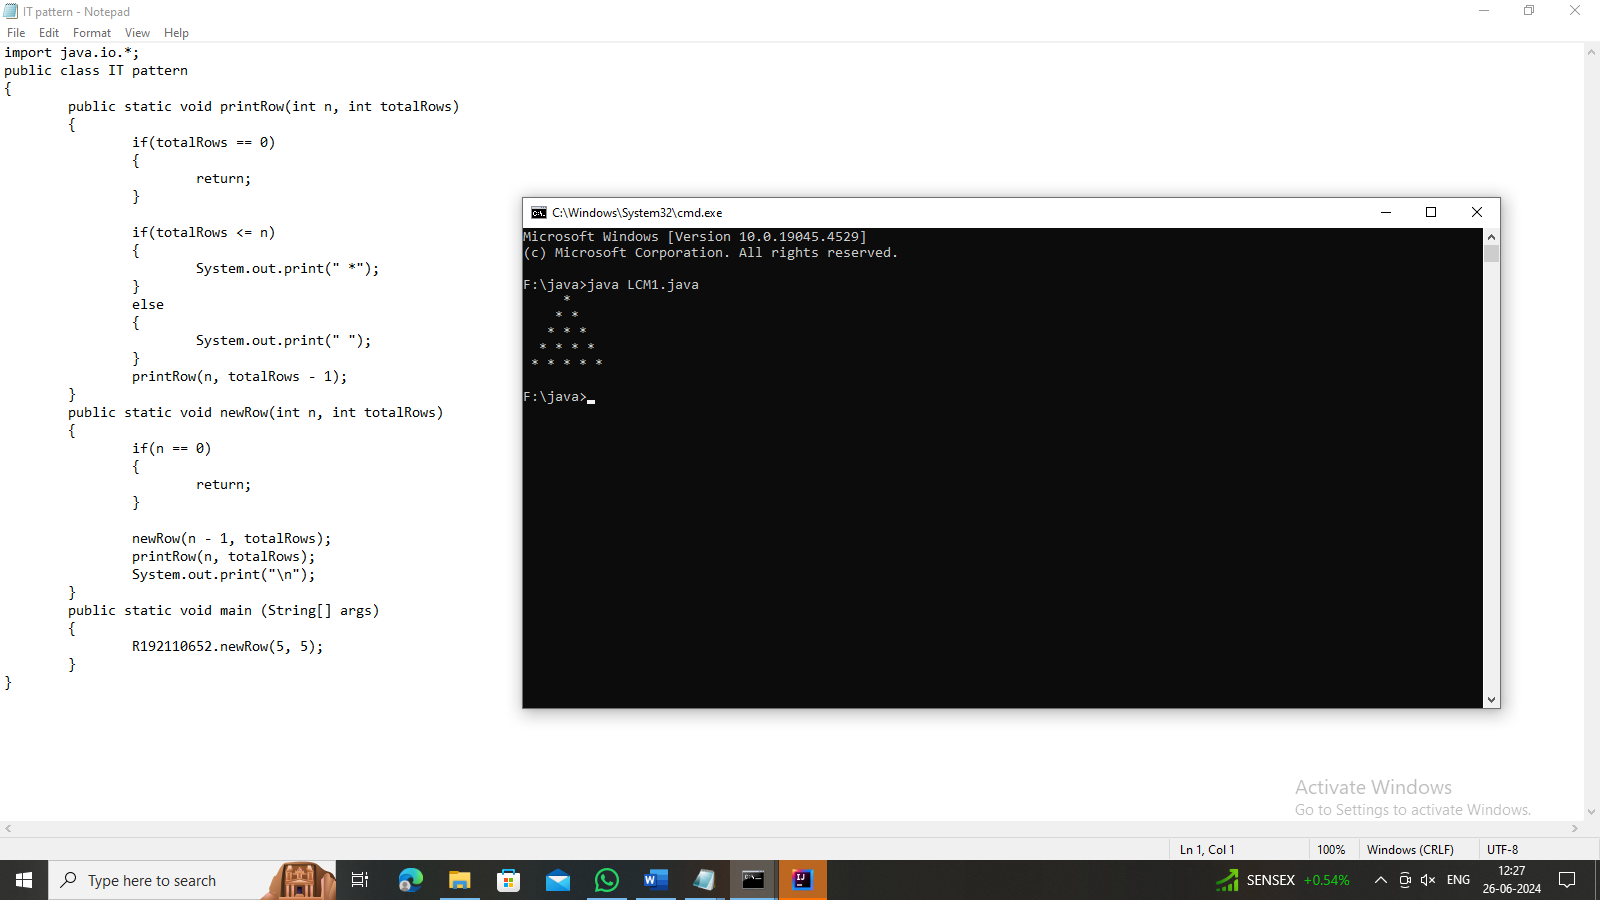 IT pattern - Notepad
File Edit Format View Help
import java.io.*;
public class IT pattern
{
public static void printRow(int n, int totalRows)
{
if(totalRows == 0)
{
return;
}
if(totalRows <= n)
{
System.out.print(" *");
}
else
{
System.out.print(" ");
}
printRow(n, totalRows - 1);
}
public static void newRow(int n, int totalRows)
{
if(n == 0)
{
return;
}
newRow(n - 1, totalRows);
printRow(n, totalRows);
System.out.print("\n");
}
public static void main (String[] args)
{
R192110652.newRow(5, 5);
}
}
C:\Windows\System32\cmd.exe
Microsoft Windows [Version 10.0.19045.4529]
(c) Microsoft Corporation. All rights reserved.
F:\java>java LCM1.java
*
* *
* * *
* * * *
* * * * *
F:\java>
Activate Windows
Go to Settings to activate Windows.
Ln 1, Col 1 100% Windows (CRLF) UTF-8
Type here to search
SENSEX +0.54% ENG 12:27
26-06-2024